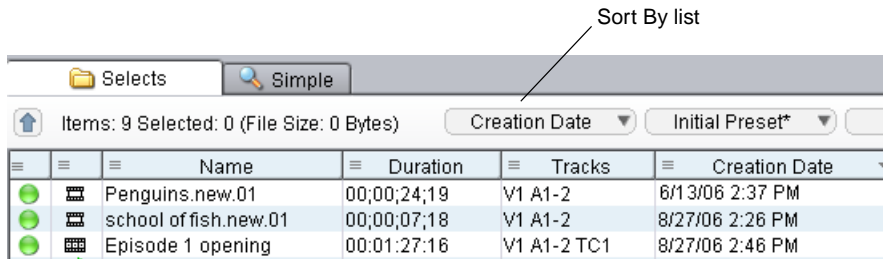 Sort By list
Selects Simple
Items: 9 Selected: 0 (File Size: 0 Bytes) Creation Date Initial Preset*
Name Duration Tracks Creation Date
Penguins.new.01 00;00;24;19 V1 A1-2 6/13/06 2:37 PM
school of fish.new.01 00;00;07;18 V1 A1-2 8/27/06 2:26 PM
Episode 1 opening 00:01:27:16 V1 A1-2 TC1 8/27/06 2:46 PM